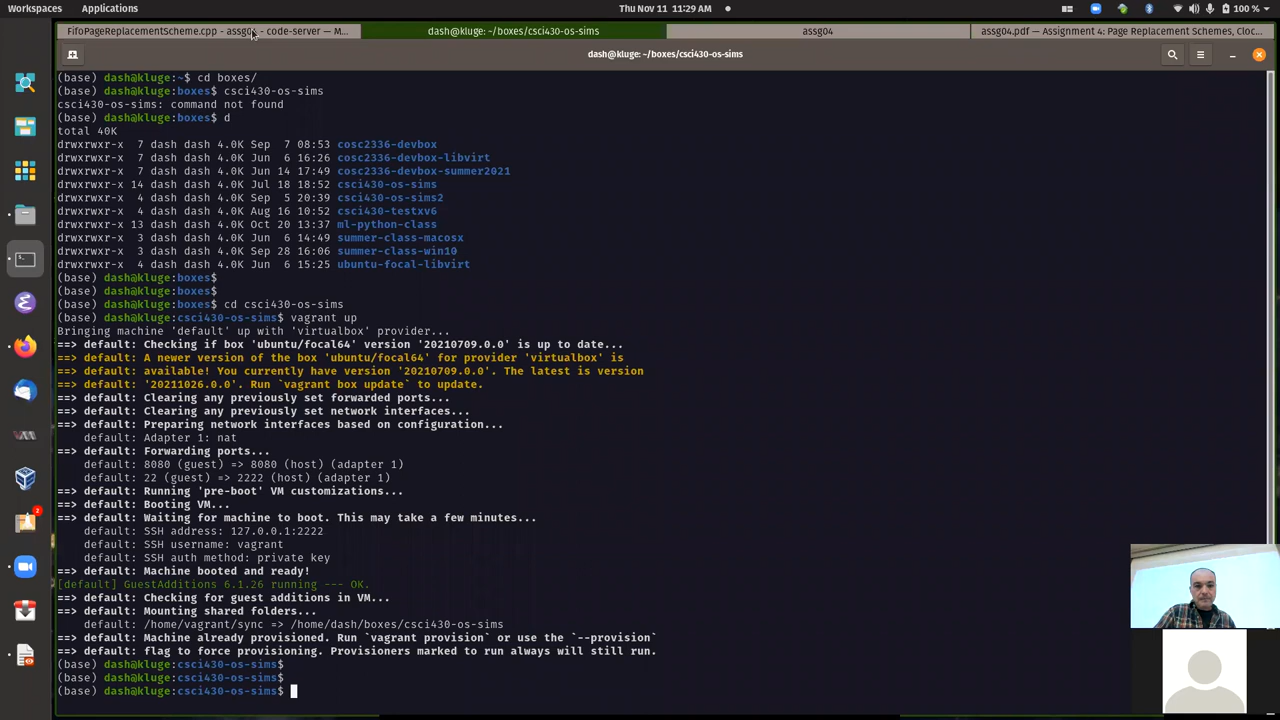 Workspaces Applications Thu Nov 11 11:29 AM 100 %
FifoPageReplacementScheme.cpp - assg04 - code-server — M... dash@kluge: ~/boxes/csci430-os-sims assg04 assg04.pdf — Assignment 4: Page Replacement Schemes, Cloc...
dash@kluge: ~/boxes/csci430-os-sims
(base) dash@kluge:~$ cd boxes/
(base) dash@kluge:boxes$ csci430-os-sims
csci430-os-sims: command not found
(base) dash@kluge:boxes$ d
total 40K
drwxrwxr-x 7 dash dash 4.0K Sep 7 08:53 cosc2336-devbox
drwxrwxr-x 7 dash dash 4.0K Jun 6 16:26 cosc2336-devbox-libvirt
drwxrwxr-x 7 dash dash 4.0K Jun 14 17:49 cosc2336-devbox-summer2021
drwxrwxr-x 14 dash dash 4.0K Jul 18 18:52 csci430-os-sims
drwxrwxr-x 4 dash dash 4.0K Sep 5 20:39 csci430-os-sims2
drwxrwxr-x 4 dash dash 4.0K Aug 16 10:52 csci430-testxv6
drwxrwxr-x 13 dash dash 4.0K Oct 20 13:37 ml-python-class
drwxrwxr-x 3 dash dash 4.0K Jun 6 14:49 summer-class-macosx
drwxrwxr-x 3 dash dash 4.0K Sep 28 16:06 summer-class-win10
drwxrwxr-x 4 dash dash 4.0K Jun 6 15:25 ubuntu-focal-libvirt
(base) dash@kluge:boxes$
(base) dash@kluge:boxes$
(base) dash@kluge:boxes$ cd csci430-os-sims
(base) dash@kluge:csci430-os-sims$ vagrant up
Bringing machine 'default' up with 'virtualbox' provider...
==> default: Checking if box 'ubuntu/focal64' version '20210709.0.0' is up to date...
==> default: A newer version of the box 'ubuntu/focal64' for provider 'virtualbox' is
==> default: available! You currently have version '20210709.0.0'. The latest is version
==> default: '20211026.0.0'. Run `vagrant box update` to update.
==> default: Clearing any previously set forwarded ports...
==> default: Clearing any previously set network interfaces...
==> default: Preparing network interfaces based on configuration...
default: Adapter 1: nat
==> default: Forwarding ports...
default: 8080 (guest) => 8080 (host) (adapter 1)
default: 22 (guest) => 2222 (host) (adapter 1)
==> default: Running 'pre-boot' VM customizations...
==> default: Booting VM...
==> default: Waiting for machine to boot. This may take a few minutes...
default: SSH address: 127.0.0.1:2222
default: SSH username: vagrant
default: SSH auth method: private key
==> default: Machine booted and ready!
[default] GuestAdditions 6.1.26 running --- OK.
==> default: Checking for guest additions in VM...
==> default: Mounting shared folders...
default: /home/vagrant/sync => /home/dash/boxes/csci430-os-sims
==> default: Machine already provisioned. Run `vagrant provision` or use the `--provision`
==> default: flag to force provisioning. Provisioners marked to run always will still run.
(base) dash@kluge:csci430-os-sims$
(base) dash@kluge:csci430-os-sims$
(base) dash@kluge:csci430-os-sims$